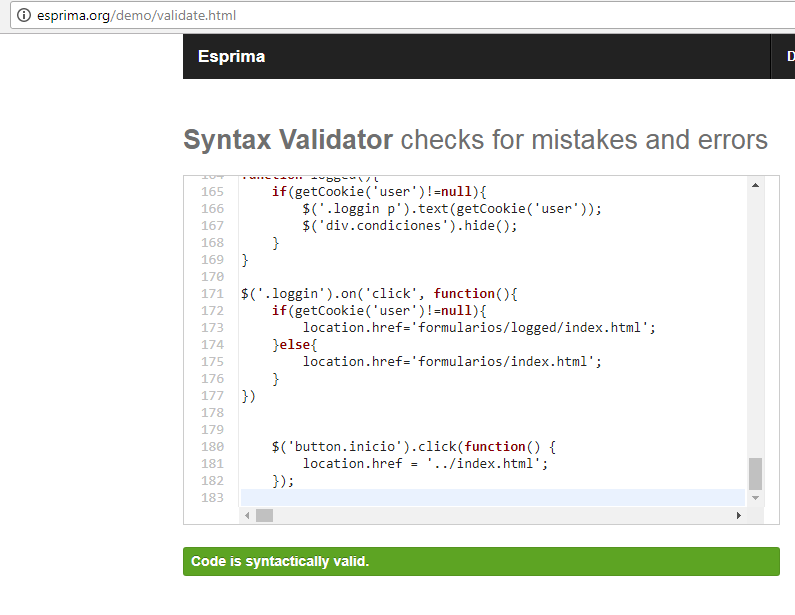 esprima.org/demo/validate.html
Esprima D
Syntax Validator checks for mistakes and errors
164 function logged(){
165     if(getCookie('user')!=null){
166         $('.loggin p').text(getCookie('user'));
167         $('div.condiciones').hide();
168     }
169 }
170
171 $('.loggin').on('click', function(){
172     if(getCookie('user')!=null){
173         location.href='formularios/logged/index.html';
174     }else{
175         location.href='formularios/index.html';
176     }
177 })
178
179
180     $('button.inicio').click(function() {
181         location.href = '../index.html';
182     });
183
Code is syntactically valid.